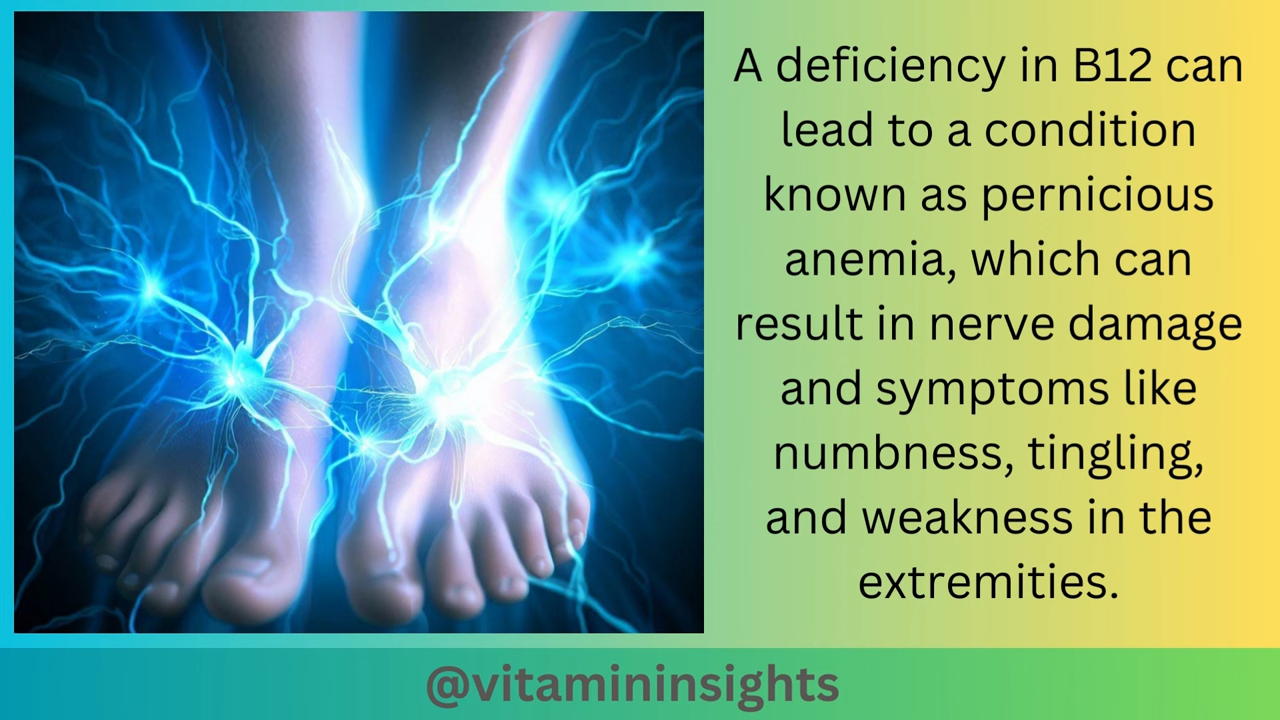 A deficiency in B12 can
lead to a condition
known as pernicious
anemia, which can
result in nerve damage
and symptoms like
numbness, tingling,
and weakness in the
extremities.
@vitamininsights